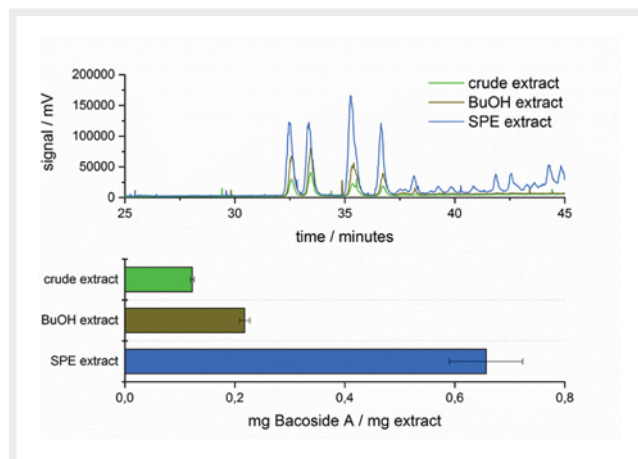 200000
150000
100000
50000
0
signal / mV
crude extract
BuOH extract
SPE extract
25 30 35 40 45
time / minutes
crude extract
BuOH extract
SPE extract
0,0 0,2 0,4 0,6 0,8
mg Bacoside A / mg extract